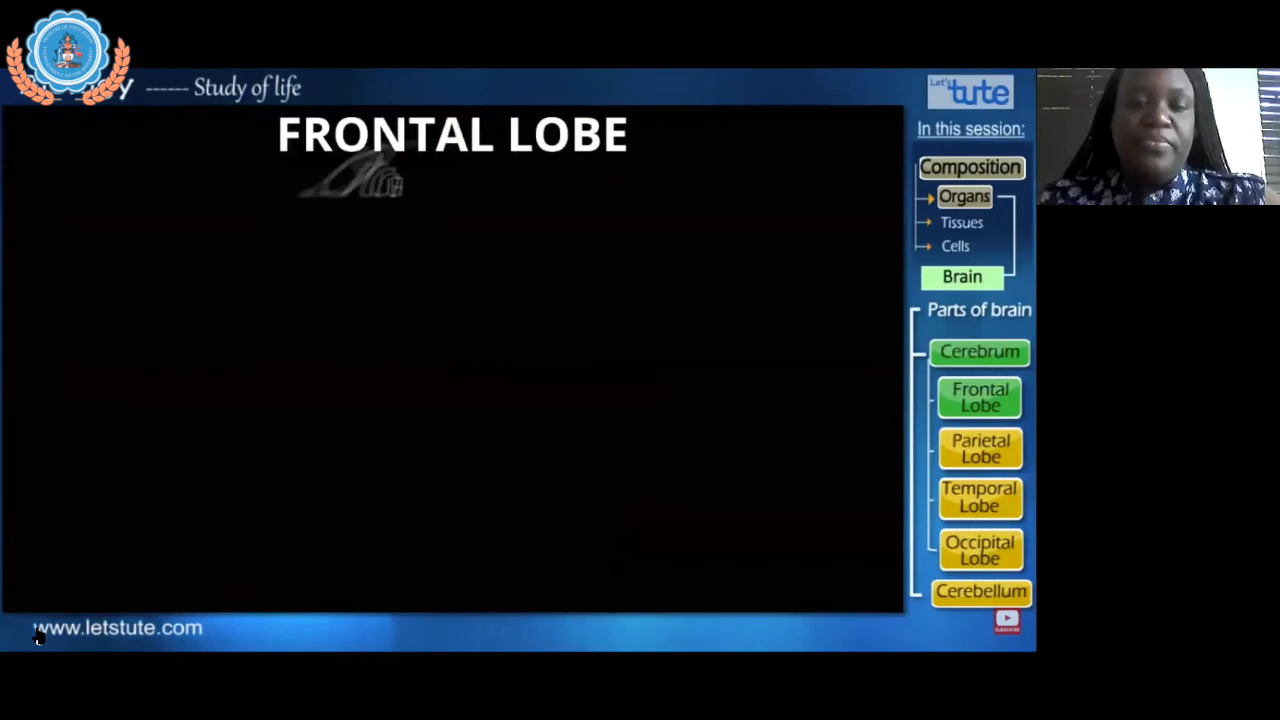 y ------ Study of life
FRONTAL LOBE
Let's
tute
In this session:
Composition
Organs
Tissues
Cells
Brain
Parts of brain
Cerebrum
Frontal
Lobe
Parietal
Lobe
Temporal
Lobe
Occipital
Lobe
Cerebellum
SUBSCRIBE
www.letstute.com